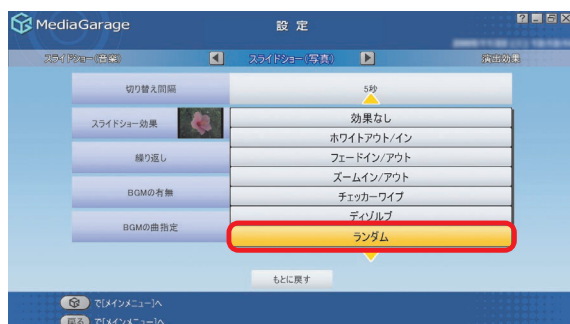 MediaGarage
設定
スライドショー(音楽)
スライドショー(写真)
演出効果
切り替え間隔
5秒
スライドショー効果
効果なし
ホワイトアウト/イン
フェードイン/アウト
ズームイン/アウト
チェッカーワイプ
ディゾルブ
ランダム
繰り返し
BGMの有無
BGMの曲指定
もとに戻す
で[メインメニュー]へ
戻る で[メインメニュー]へ